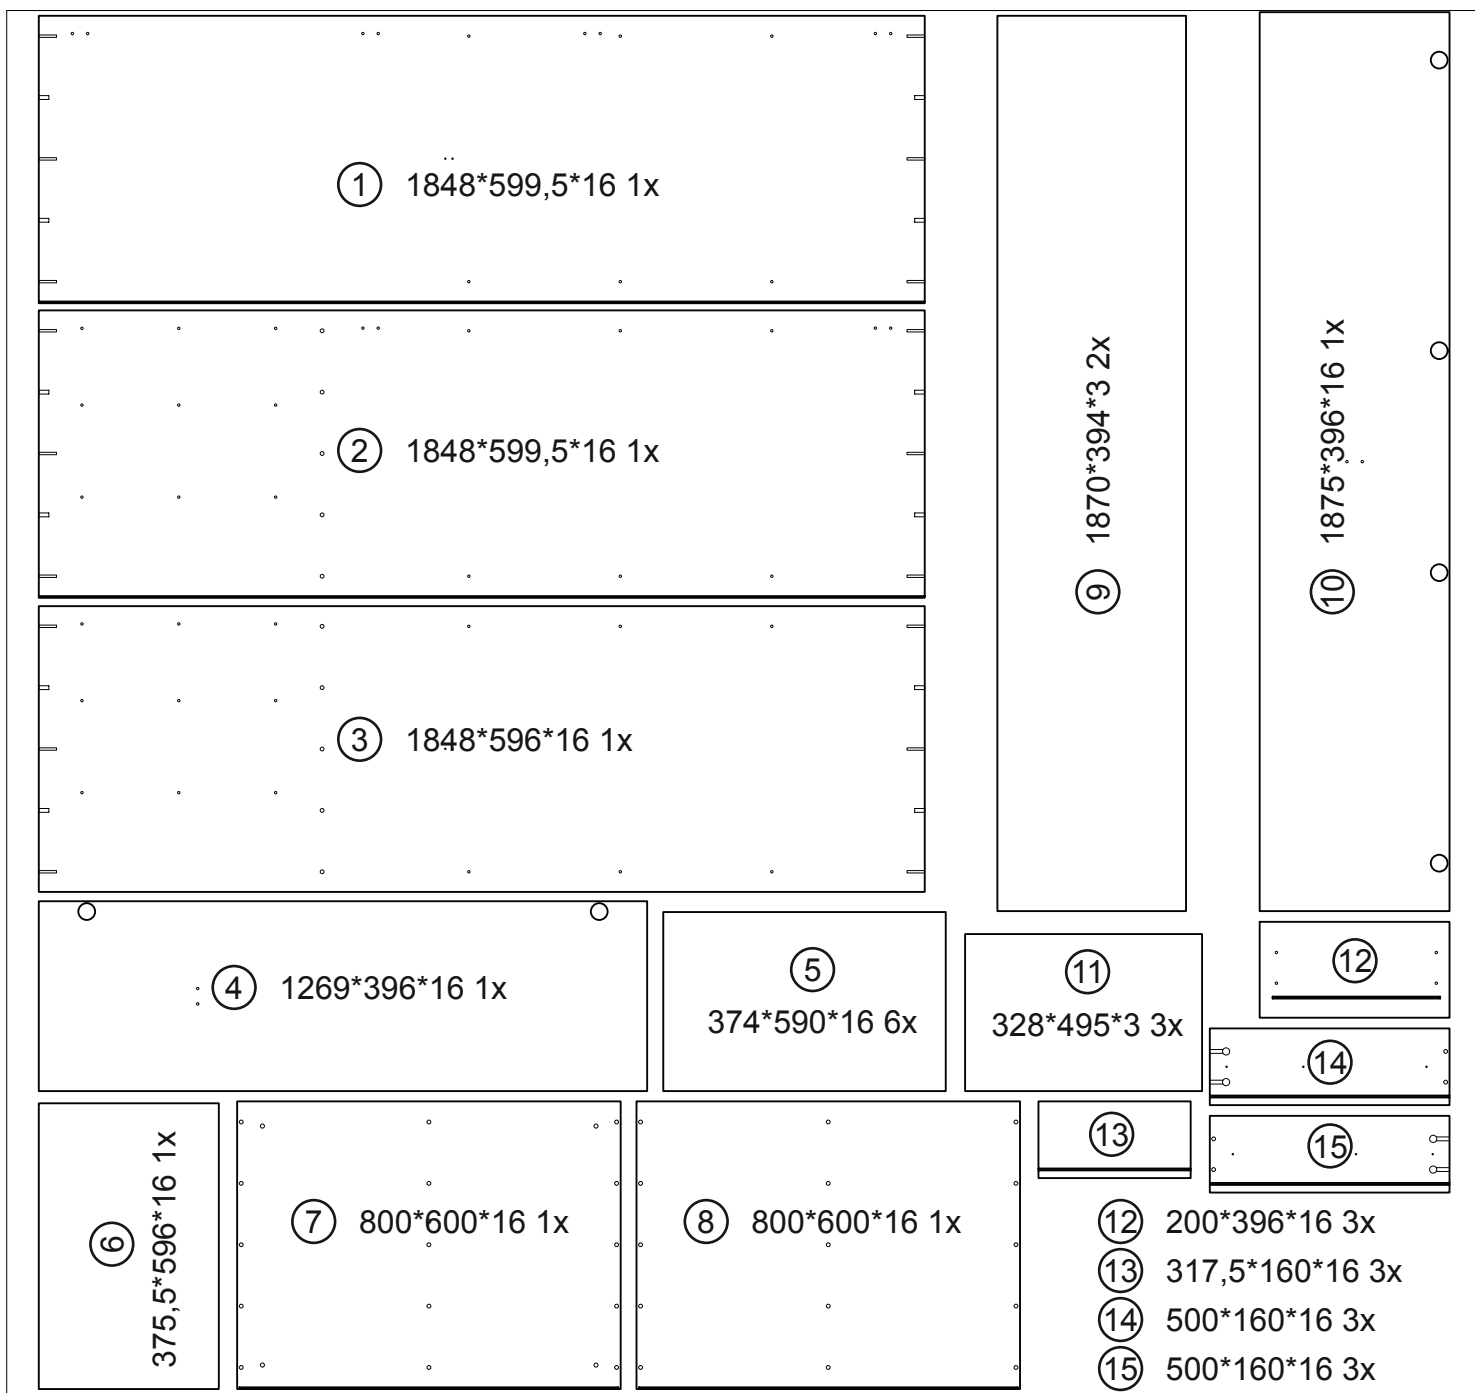 1 1848*599,5*16 1x
2 1848*599,5*16 1x
3 1848*596*16 1x
4 1269*396*16 1x
5
374*590*16 6x
6 375,5*596*16 1x
7 800*600*16 1x
8 800*600*16 1x
9 1870*394*3 2x
10 1875*396*16 1x
11
328*495*3 3x
12
14
13
15
12 200*396*16 3x
13 317,5*160*16 3x
14 500*160*16 3x
15 500*160*16 3x